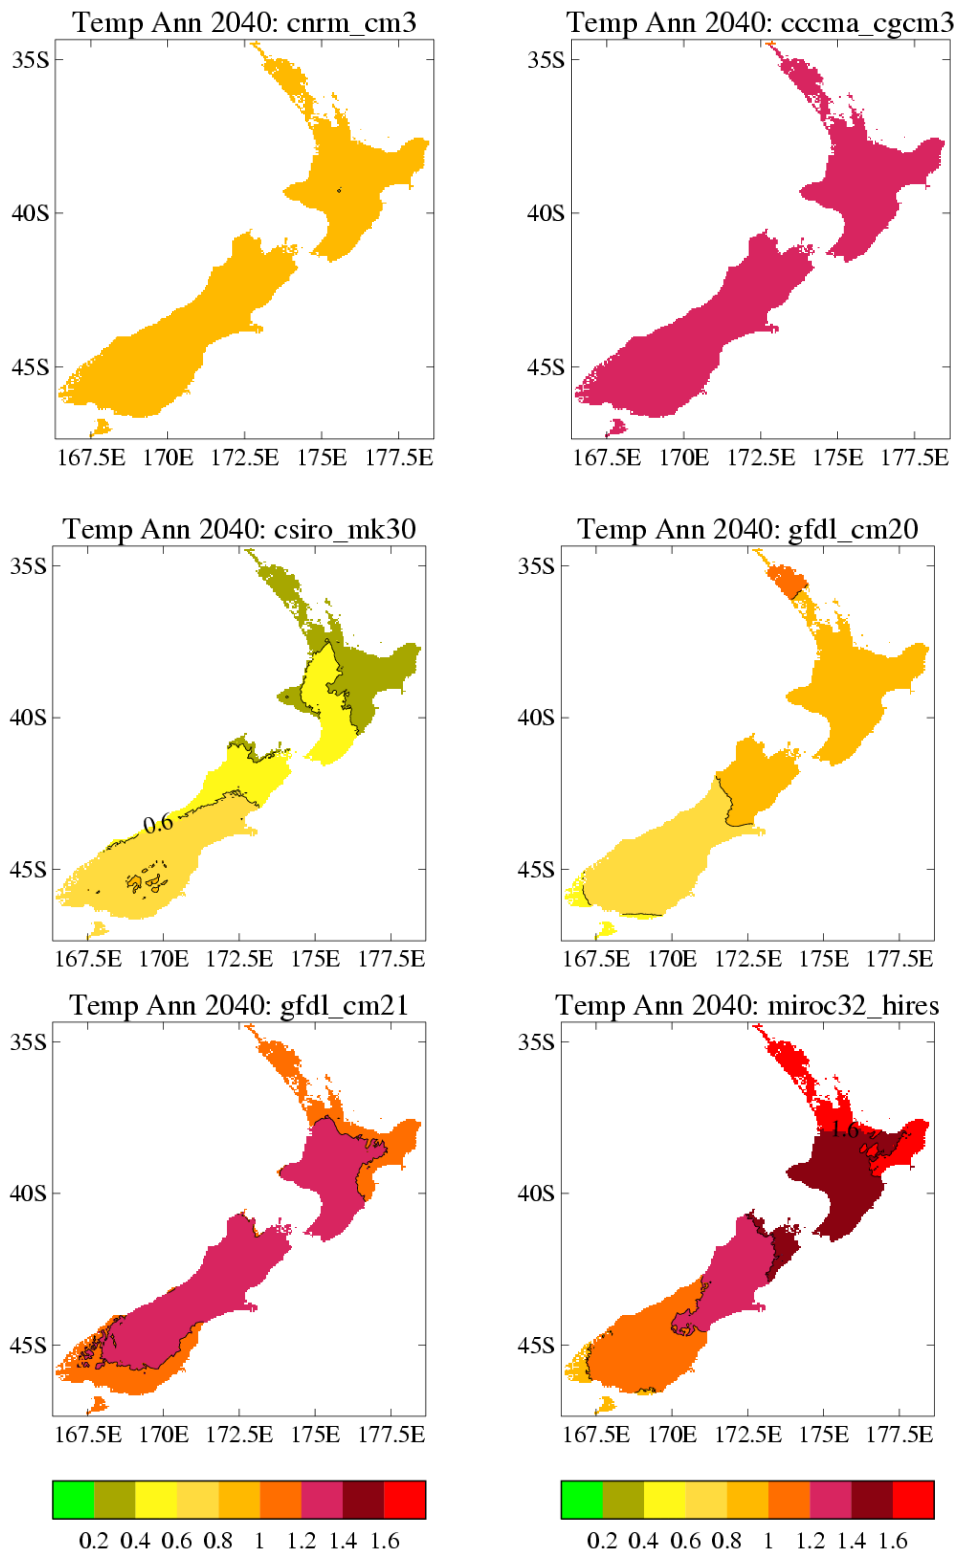 Temp Ann 2040: cnrm_cm3
Temp Ann 2040: cccma_cgcm3
35S
35S
40S
40S
45S
45S
167.5E 170E 172.5E 175E 177.5E
167.5E 170E 172.5E 175E 177.5E
Temp Ann 2040: csiro_mk30
Temp Ann 2040: gfdl_cm20
35S
35S
40S
40S
0.6
45S
45S
167.5E 170E 172.5E 175E 177.5E
167.5E 170E 172.5E 175E 177.5E
Temp Ann 2040: gfdl_cm21
Temp Ann 2040: miroc32_hires
35S
35S
1.6
40S
40S
45S
45S
167.5E 170E 172.5E 175E 177.5E
167.5E 170E 172.5E 175E 177.5E
0.2 0.4 0.6 0.8 1 1.2 1.4 1.6
0.2 0.4 0.6 0.8 1 1.2 1.4 1.6